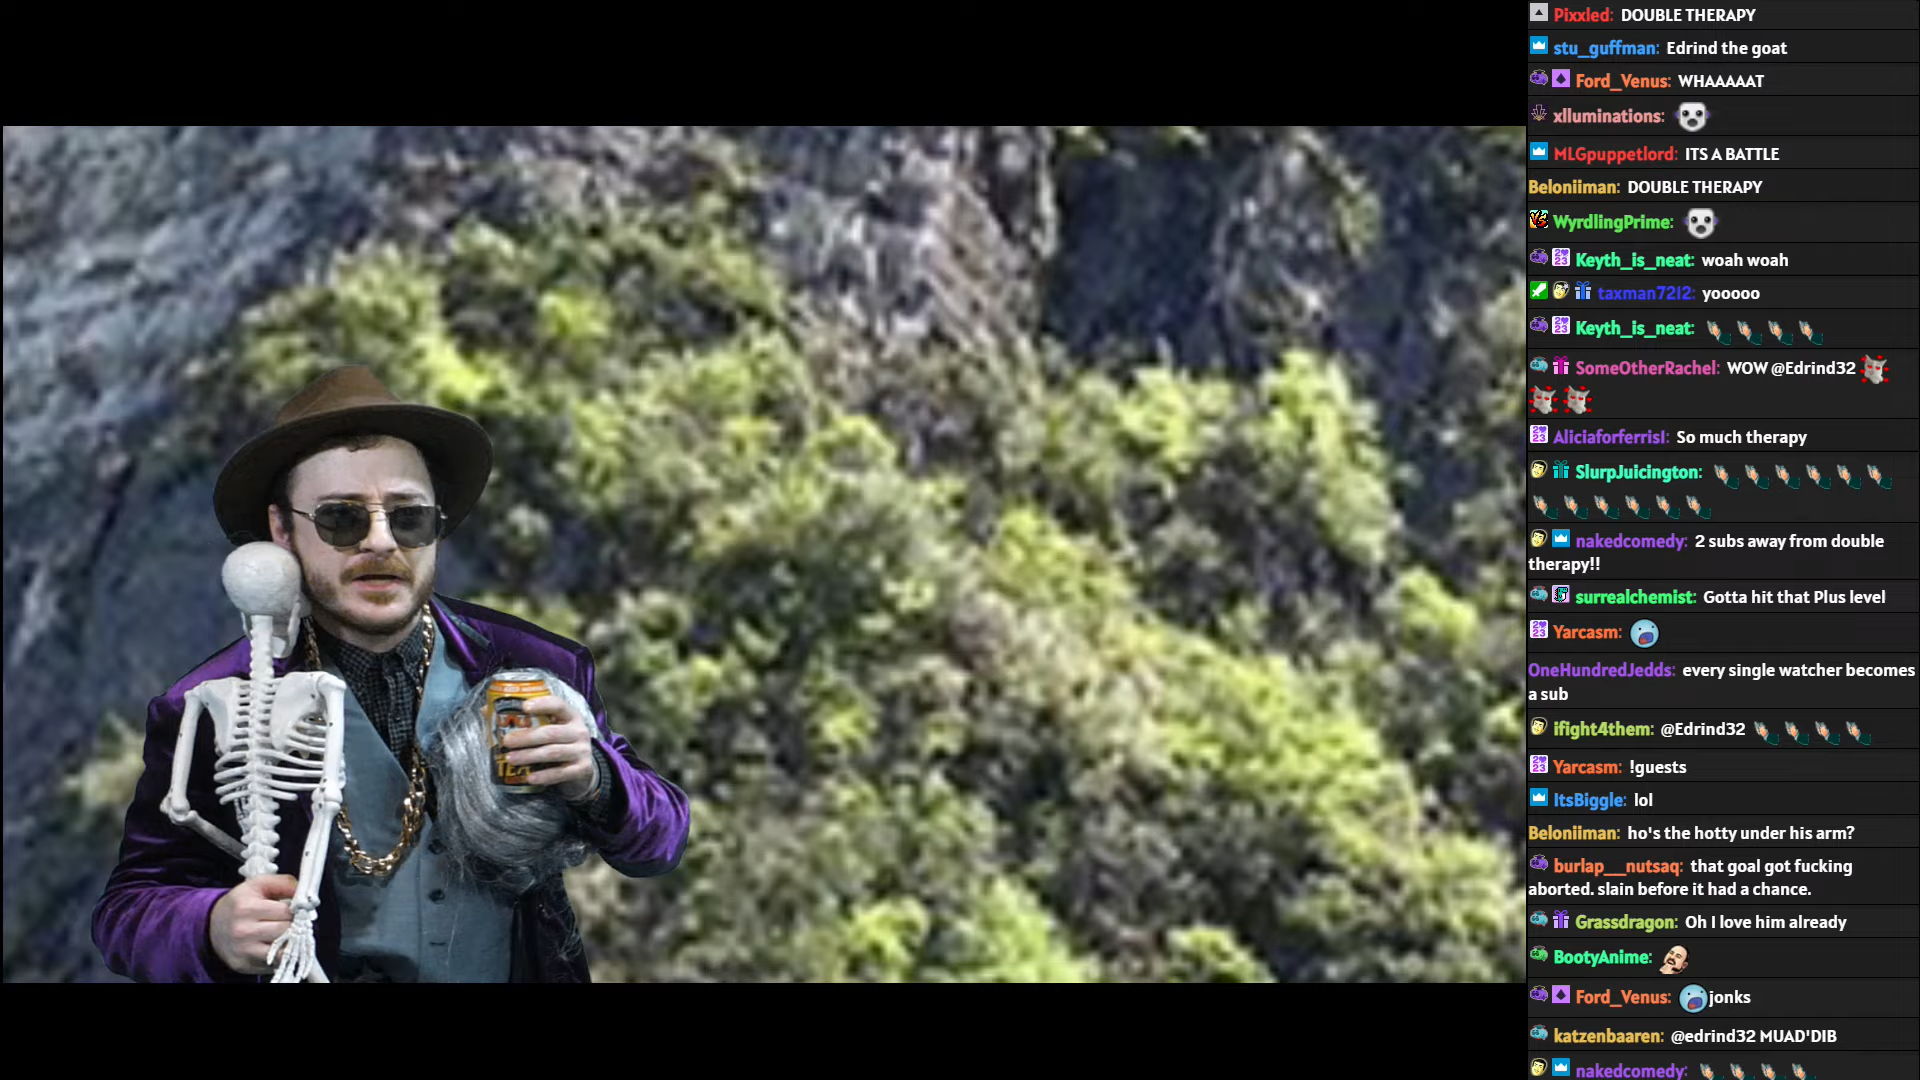 Pixxled: DOUBLE THERAPY
stu_guffman: Edrind the goat
Ford_Venus: WHAAAAAT
xlluminations:
MLGpuppetlord: ITS A BATTLE
Beloniiman: DOUBLE THERAPY
WyrdlingPrime:
Keyth_is_neat: woah woah
taxman7212: yooooo
Keyth_is_neat:
SomeOtherRachel: WOW @Edrind32
Aliciaforferris1: So much therapy
SlurpJuicington:
nakedcomedy: 2 subs away from double
therapy!!
surrealchemist: Gotta hit that Plus level
Yarcasm:
OneHundredJedds: every single watcher becomes
a sub
ifight4them: @Edrind32
Yarcasm: !guests
ItsBiggle: lol
Beloniiman: ho's the hotty under his arm?
burlap__nutsaq: that goal got fucking
aborted. slain before it had a chance.
Grassdragon: Oh I love him already
BootyAnime:
Ford_Venus: jonks
katzenbaaren: @edrind32 MUAD'DIB
nakedcomedy:
TEA